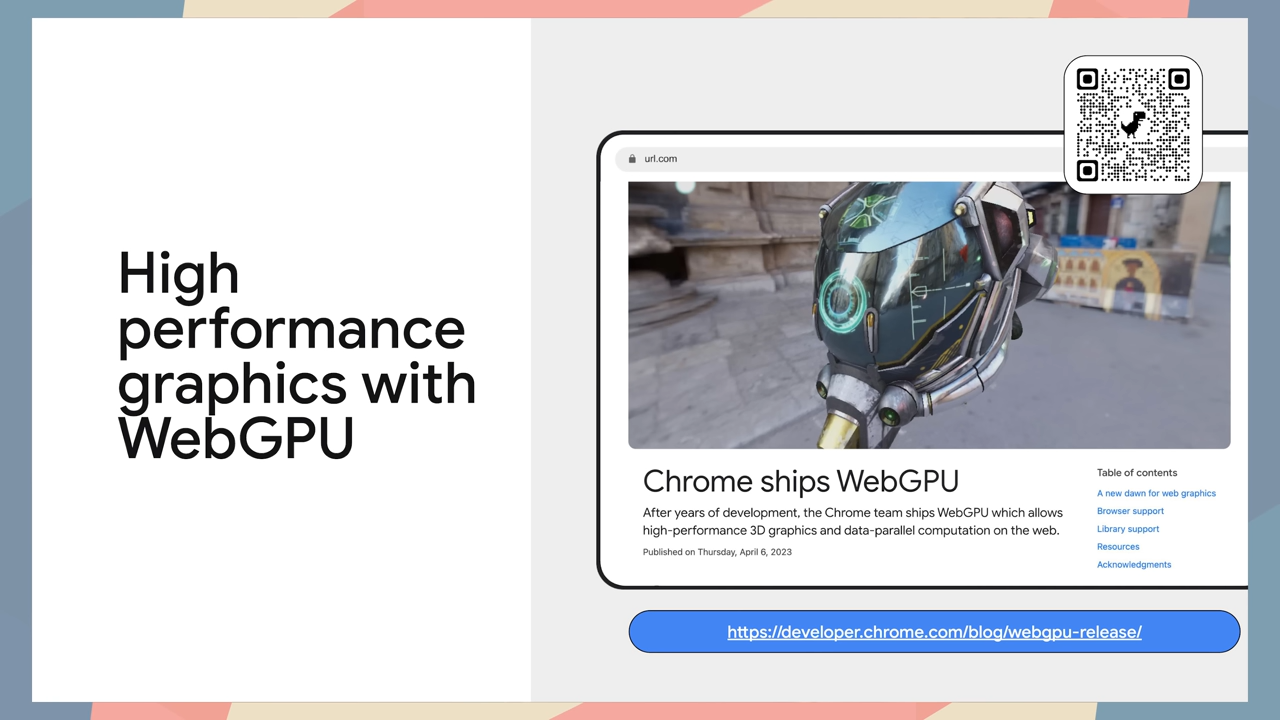 High
performance
graphics with
WebGPU
url.com
Chrome ships WebGPU
After years of development, the Chrome team ships WebGPU which allows
high-performance 3D graphics and data-parallel computation on the web.
Published on Thursday, April 6, 2023
Table of contents
A new dawn for web graphics
Browser support
Library support
Resources
Acknowledgments
https://developer.chrome.com/blog/webgpu-release/